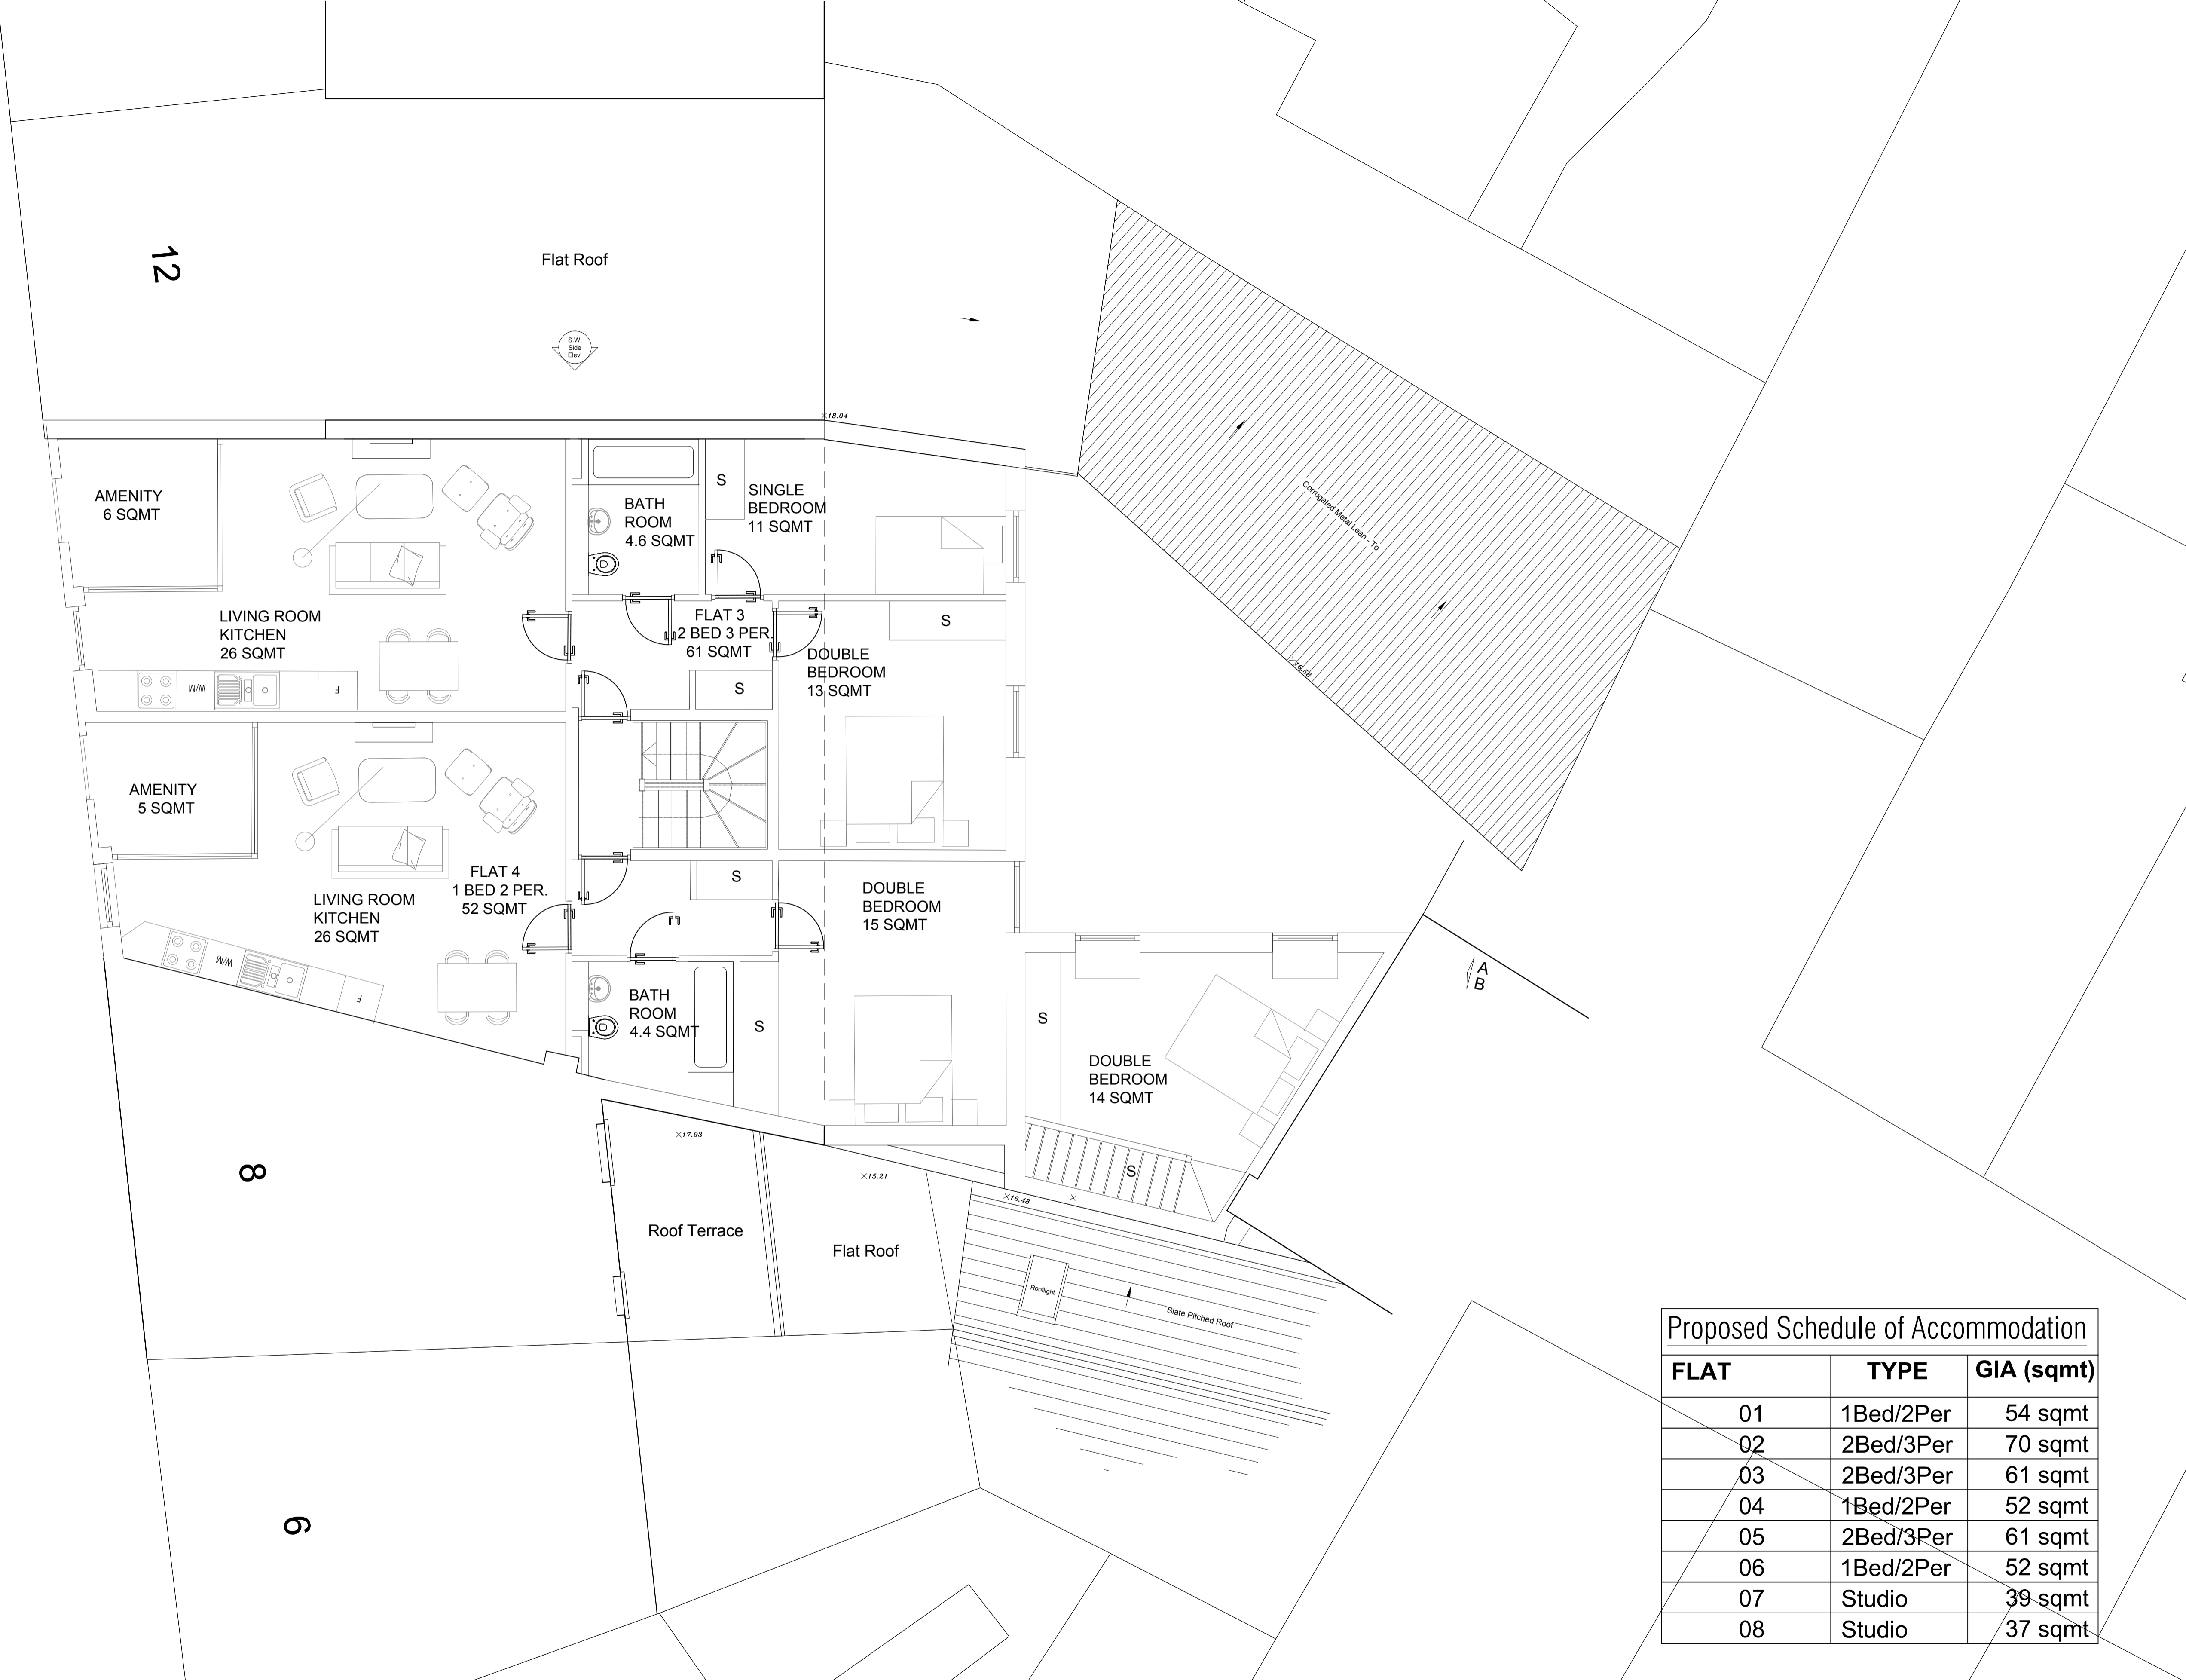 12
Flat Roof
S.W.
Side
Elev'
×18.04
AMENITY
6 SQMT
LIVING ROOM
KITCHEN
26 SQMT
W/M
F
BATH
ROOM
4.6 SQMT
S
SINGLE
BEDROOM
11 SQMT
FLAT 3
2 BED 3 PER.
61 SQMT
S
S
DOUBLE
BEDROOM
13 SQMT
Corrugated Metal Lean - To
×16.58
AMENITY
5 SQMT
LIVING ROOM
KITCHEN
26 SQMT
W/M
F
FLAT 4
1 BED 2 PER.
52 SQMT
S
DOUBLE
BEDROOM
15 SQMT
BATH
ROOM
4.4 SQMT
S
S
DOUBLE
BEDROOM
14 SQMT
S
A
B
8
×17.93
×15.21
×16.48
Roof Terrace
Flat Roof
Rooflight
Slate Pitched Roof
6
Proposed Schedule of Accommodation
FLAT TYPE GIA (sqmt)
01 1Bed/2Per 54 sqmt
02 2Bed/3Per 70 sqmt
03 2Bed/3Per 61 sqmt
04 1Bed/2Per 52 sqmt
05 2Bed/3Per 61 sqmt
06 1Bed/2Per 52 sqmt
07 Studio 39 sqmt
08 Studio 37 sqmt